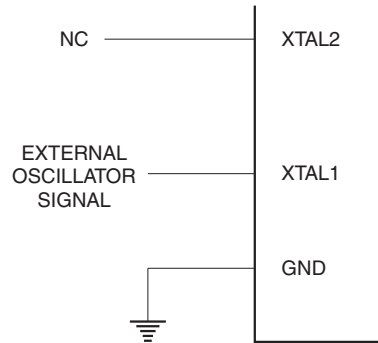 NC
XTAL2
EXTERNAL
OSCILLATOR
SIGNAL
XTAL1
GND